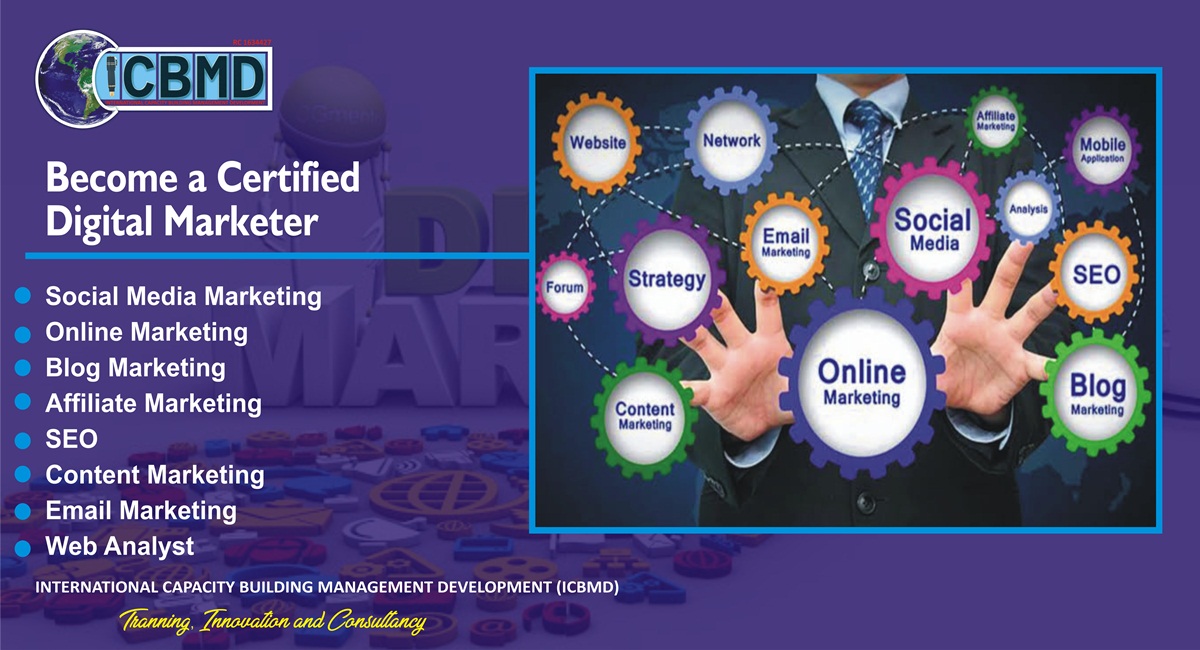 RC 1639427
ICBMD
Become a Certified
Digital Marketer
Social Media Marketing
Online Marketing
Blog Marketing
Affiliate Marketing
SEO
Content Marketing
Email Marketing
Web Analyst
INTERNATIONAL CAPACITY BUILDING MANAGEMENT DEVELOPMENT (ICBMD)
Tranning, Innovation and Consultancy
Website
Network
Affiliate
Marketing
Mobile
Application
Email
Marketing
Social
Media
Analysis
Forum
Strategy
SEO
Online
Marketing
Content
Marketing
Blog
Marketing